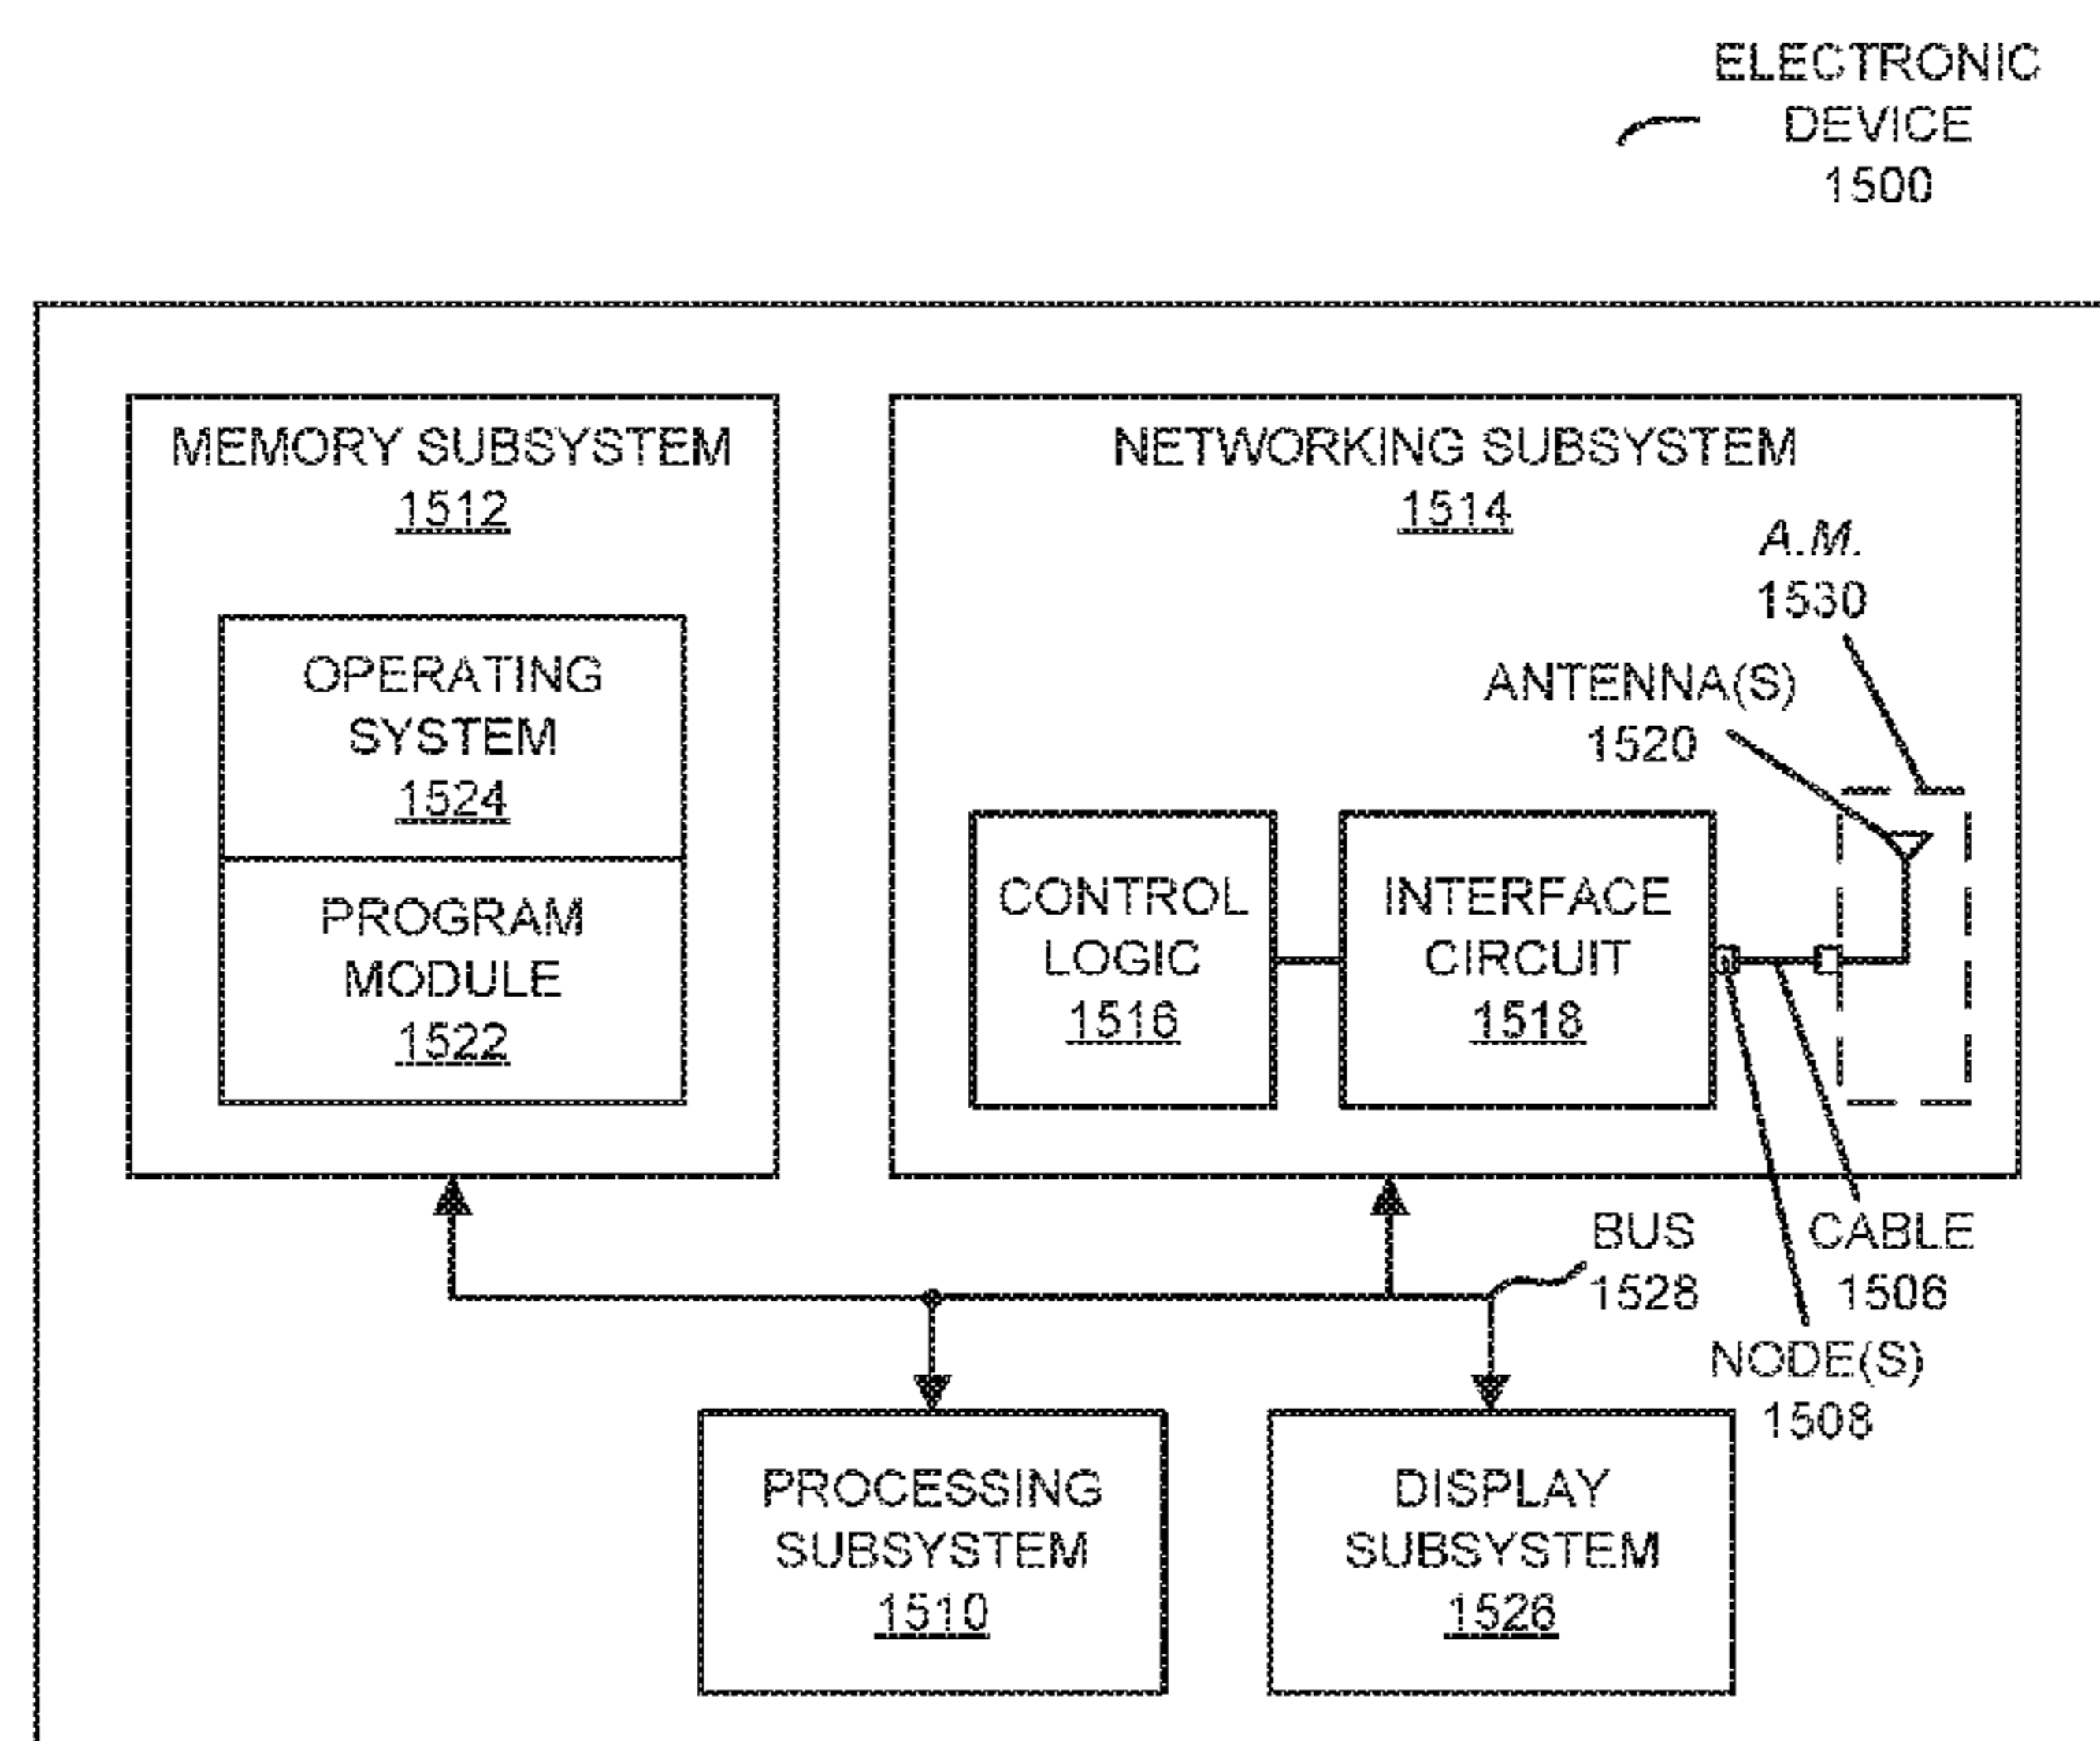 ELECTRONIC
DEVICE
1500
MEMORY SUBSYSTEM
1512
OPERATING
SYSTEM
1524
PROGRAM
MODULE
1522
NETWORKING SUBSYSTEM
1514
A.M.
1530
ANTENNA(S)
1520
CONTROL
LOGIC
1516
INTERFACE
CIRCUIT
1518
BUS
1528
CABLE
1506
NODE(S)
1508
PROCESSING
SUBSYSTEM
1510
DISPLAY
SUBSYSTEM
1526